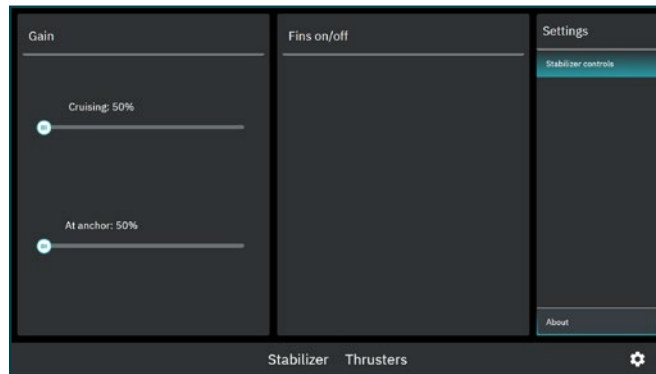 Gain
Cruising: 50%
At anchor: 50%
Fins on/off
Settings
Stabilizer controls
About
Stabilizer Thrusters